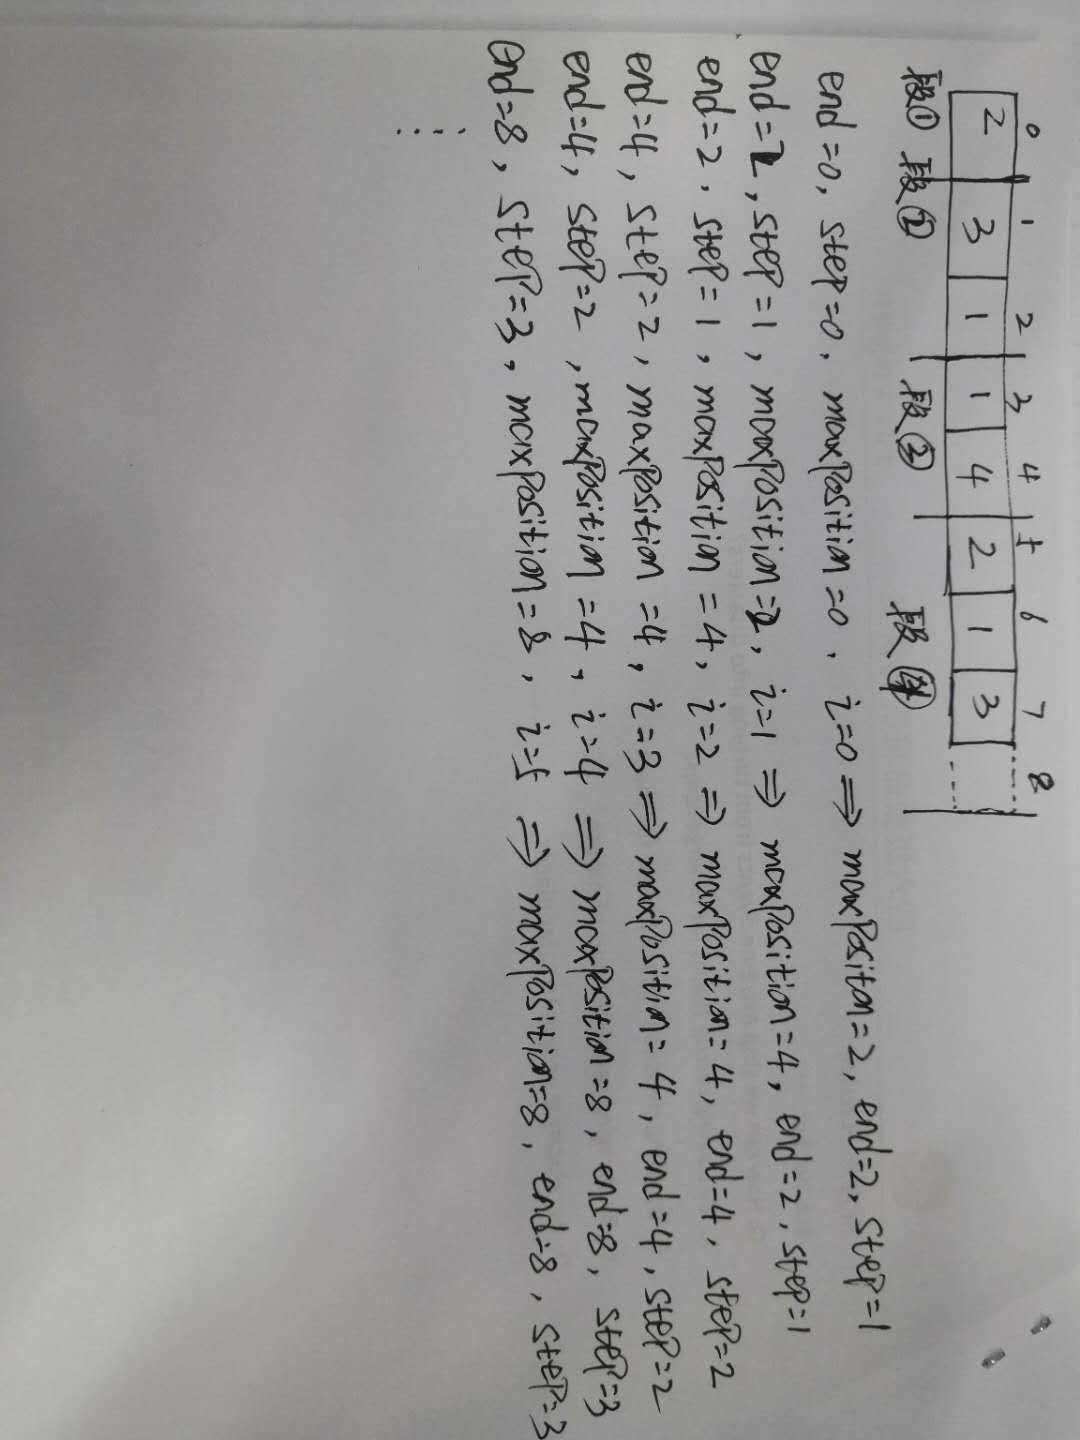 0 1 2 3 4 5 6 7 8
2 3 1 1 4 2 1 3
段① 段② 段③ 段④
end=0, step=0, maxPosition=0, i=0 ⇒ maxPositon=2, end=2, step=1
end=2, step=1, maxPosition=2, i=1 ⇒ maxPosition=4, end=2, step=1
end=2, step=1, maxPosition=4, i=2 ⇒ maxPosition=4, end=4, step=2
end=4, step=2, maxPosition=4, i=3 ⇒ maxPosition=4, end=4, step=2
end=4, step=2, maxPosition=4, i=4 ⇒ maxPosition=8, end=8, step=3
end=8, step=3, maxPosition=8, i=5 ⇒ maxPosition=8, end=8, step=3
⋮ ⋮